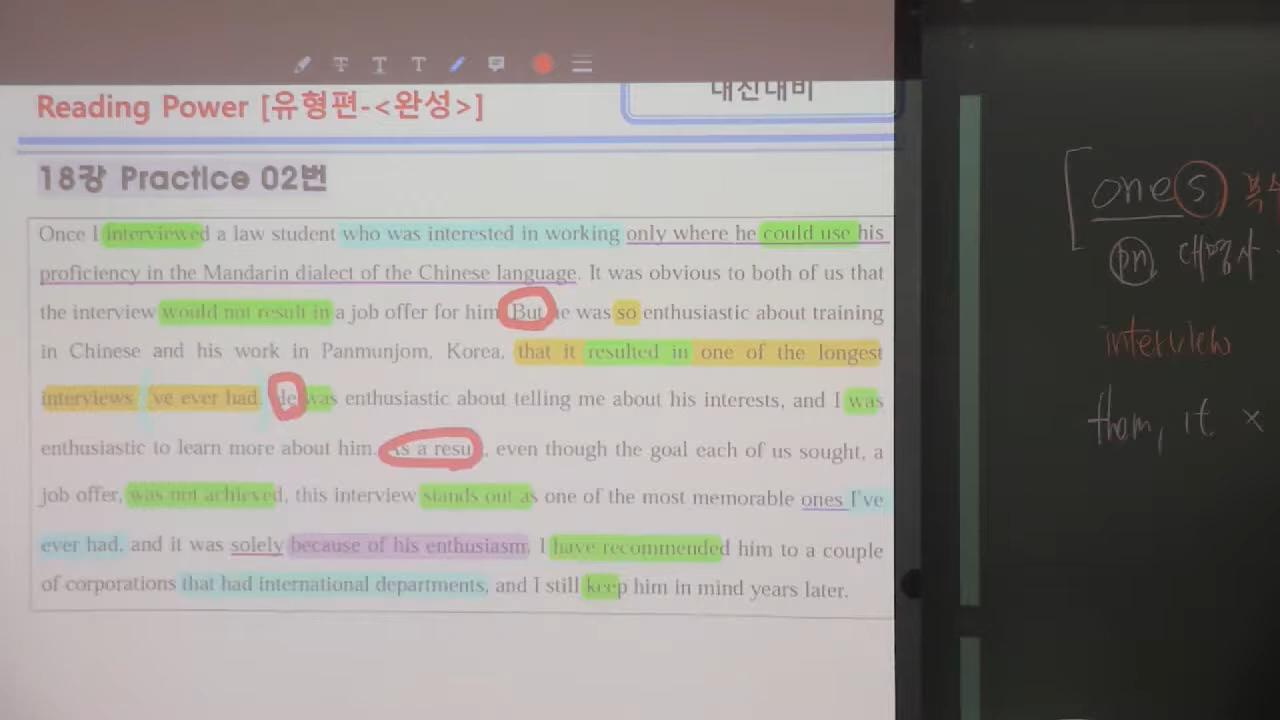 Reading Power [유형편-<완성>]
내신대비
18강 Practice 02번
Once I interviewed a law student who was interested in working only where he could use his
proficiency in the Mandarin dialect of the Chinese language. It was obvious to both of us that
the interview would not result in a job offer for him. But he was so enthusiastic about training
in Chinese and his work in Panmunjom, Korea, that it resulted in one of the longest
interviews I've ever had. He was enthusiastic about telling me about his interests, and I was
enthusiastic to learn more about him. As a result, even though the goal each of us sought, a
job offer, was not achieved, this interview stands out as one of the most memorable ones I've
ever had, and it was solely because of his enthusiasm. I have recommended him to a couple
of corporations that had international departments, and I still keep him in mind years later.
ones
pn 대명사
interview
them, it ×